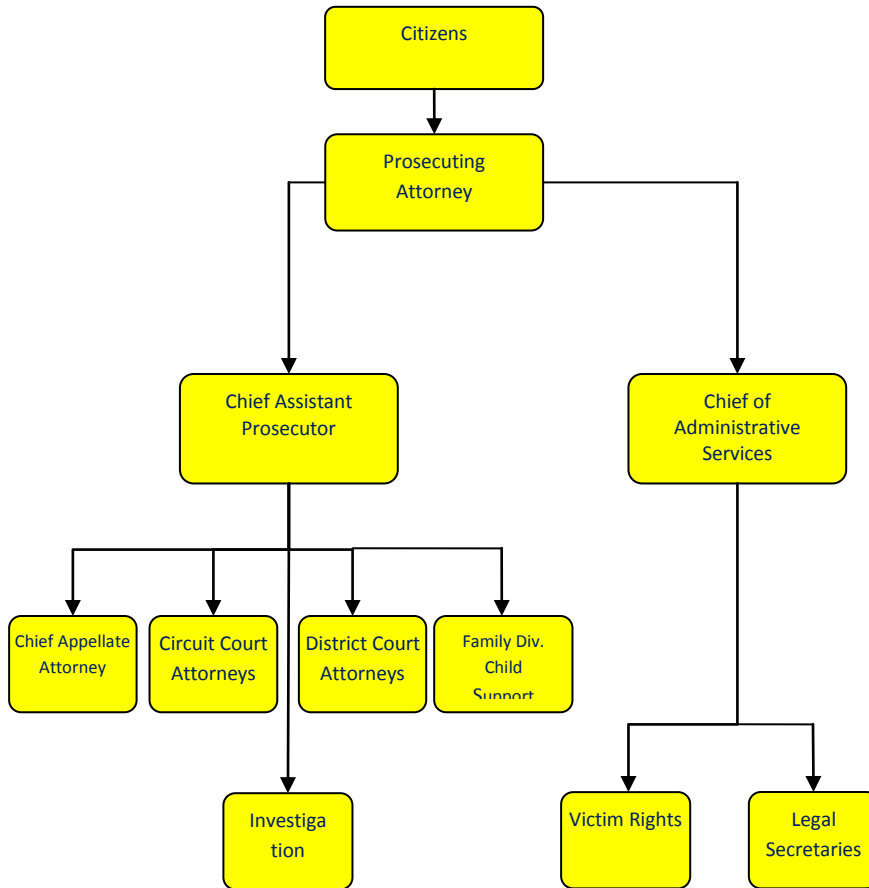 Citizens
Prosecuting
Attorney
Chief Assistant
Prosecutor
Chief of
Administrative
Services
Chief Appellate
Attorney
Circuit Court
Attorneys
District Court
Attorneys
Family Div.
Child
Support
Investiga
tion
Victim Rights
Legal
Secretaries